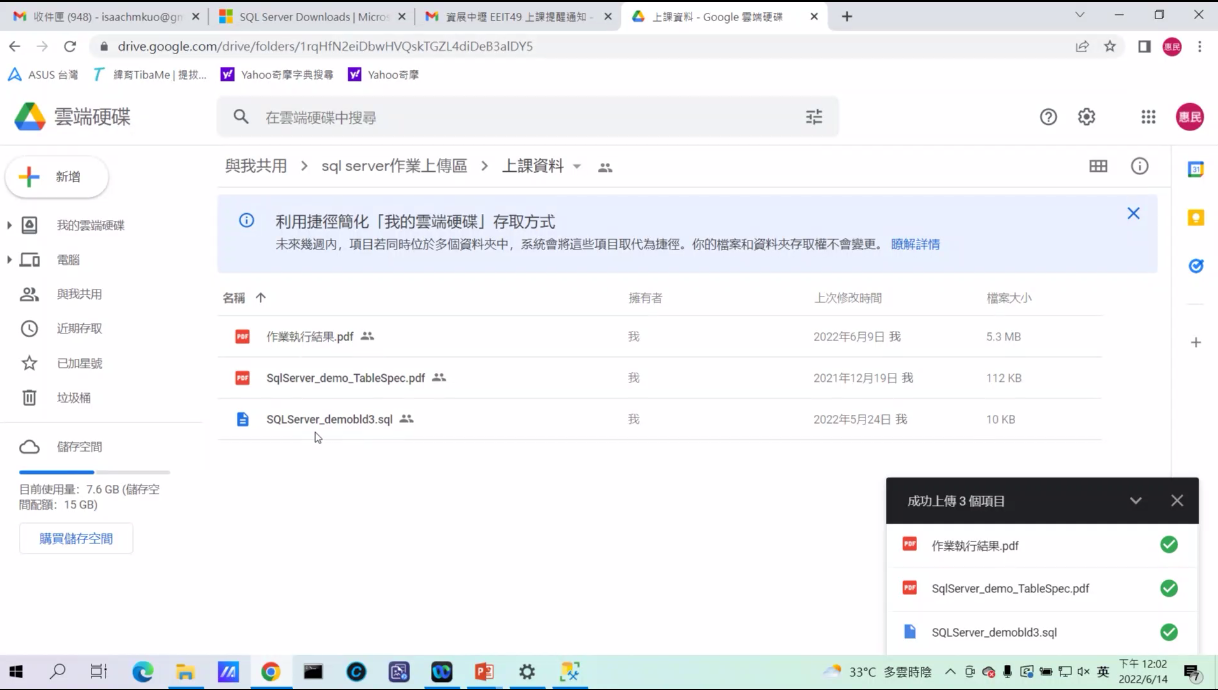 收件匣 (948) - isaachmkuo@gm
SQL Server Downloads | Micros
資展中壢 EEIT49 上課提醒通知 -
上課資料 - Google 雲端硬碟
drive.google.com/drive/folders/1rqHfN2eiDbwHVQskTGZL4diDeB3aIDY5
惠民
ASUS 台灣
緯育TibaMe | 提拔...
Yahoo奇摩字典搜尋
Yahoo奇摩
雲端硬碟
在雲端硬碟中搜尋
惠民
新增
與我共用
sql server作業上傳區
上課資料
31
我的雲端硬碟
電腦
與我共用
近期存取
已加星號
垃圾桶
儲存空間
目前使用量：7.6 GB (儲存空
間配額：15 GB)
購買儲存空間
利用捷徑簡化「我的雲端硬碟」存取方式
未來幾週內，項目若同時位於多個資料夾中，系統會將這些項目取代為捷徑。你的檔案和資料夾存取權不會變更。 瞭解詳情
名稱
擁有者
上次修改時間
檔案大小
PDF
作業執行結果.pdf
我
2022年6月9日 我
5.3 MB
PDF
SqlServer_demo_TableSpec.pdf
我
2021年12月19日 我
112 KB
SQLServer_demobld3.sql
我
2022年5月24日 我
10 KB
成功上傳 3 個項目
PDF
作業執行結果.pdf
PDF
SqlServer_demo_TableSpec.pdf
SQLServer_demobld3.sql
33°C 多雲時陰
英
下午 12:02
2022/6/14
7